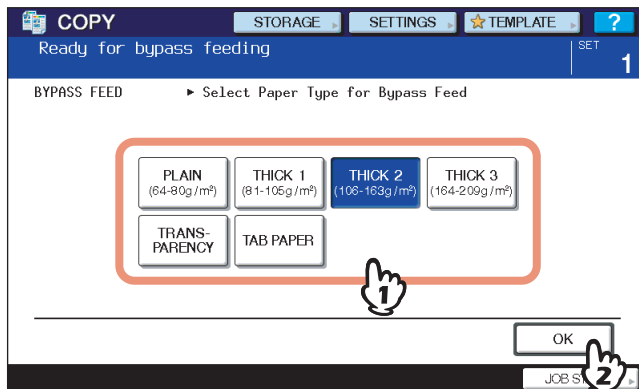 COPY
STORAGE
SETTINGS
TEMPLATE
?
Ready for bypass feeding
SET
1
BYPASS FEED
► Select Paper Type for Bypass Feed
PLAIN
(64-80g/m²)
THICK 1
(81-105g/m²)
THICK 2
(106-163g/m²)
THICK 3
(164-209g/m²)
TRANS-
PARENCY
TAB PAPER
1
OK
2
JOB